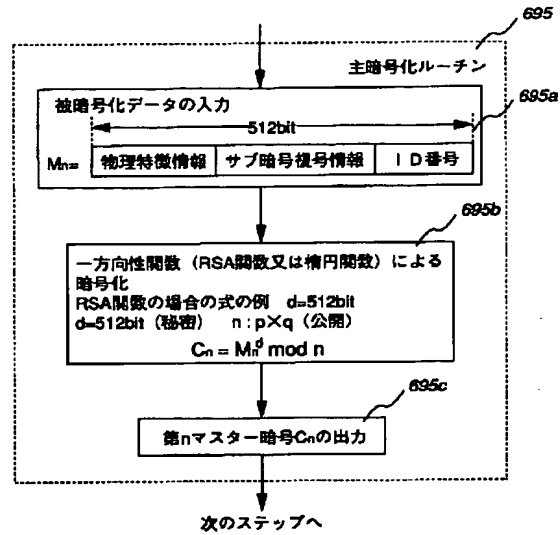 695
主暗号化ルーチン
695a
被暗号化データの入力
512bit
Mn= 物理特徴情報 サブ暗号復号情報 ID番号
695b
一方向性関数（RSA関数又は楕円関数）による
暗号化
RSA関数の場合の式の例 d=512bit
d=512bit（秘密） n：p×q（公開）
Cn = Mn^d mod n
695c
第nマスター暗号Cnの出力
次のステップへ